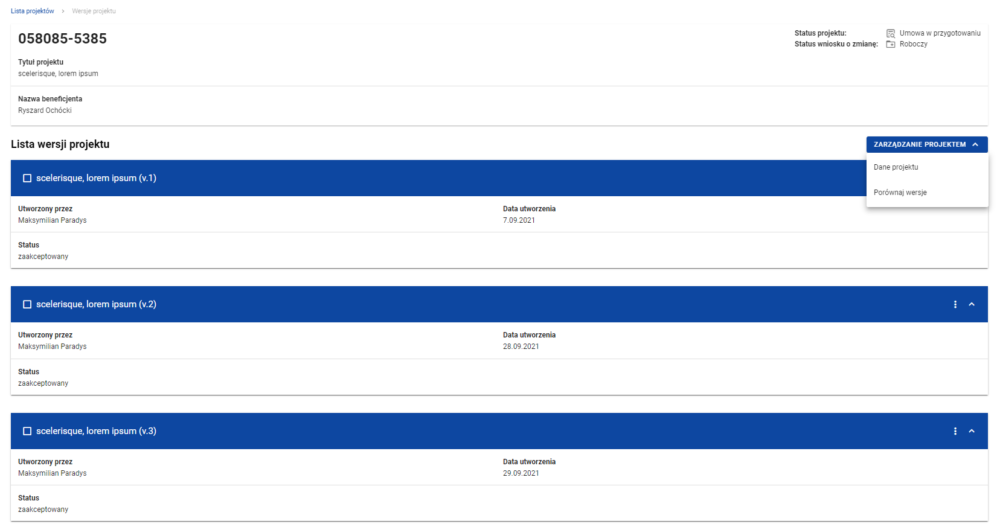 Lista projektów > Wersje projektu
058085-5385
Status projektu: Umowa w przygotowaniu
Status wniosku o zmianę: Roboczy
Tytuł projektu
scelerisque, lorem ipsum
Nazwa beneficjenta
Ryszard Ochócki
Lista wersji projektu
ZARZĄDZANIE PROJEKTEM
Dane projektu
Porównaj wersje
scelerisque, lorem ipsum (v.1)
Utworzony przez
Maksymilian Paradys
Data utworzenia
7.09.2021
Status
zaakceptowany
scelerisque, lorem ipsum (v.2)
Utworzony przez
Maksymilian Paradys
Data utworzenia
28.09.2021
Status
zaakceptowany
scelerisque, lorem ipsum (v.3)
Utworzony przez
Maksymilian Paradys
Data utworzenia
29.09.2021
Status
zaakceptowany